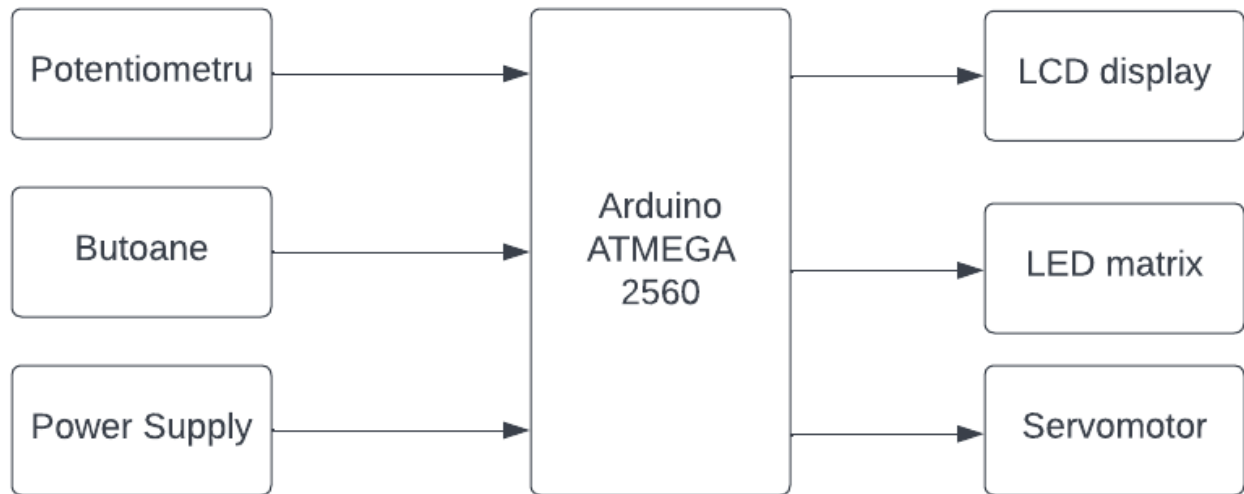 Potentiometru
Butoane
Power Supply
Arduino
ATMEGA
2560
LCD display
LED matrix
Servomotor